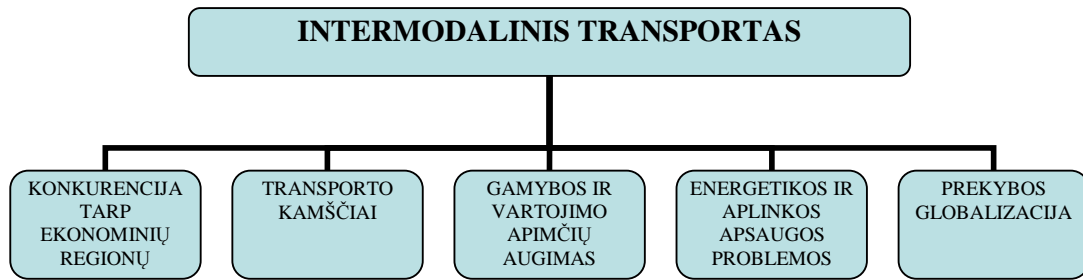 INTERMODALINIS TRANSPORTAS
KONKURENCIJA
TARP
EKONOMINIŲ
REGIONŲ
TRANSPORTO
KAMŠČIAI
GAMYBOS IR
VARTOJIMO
APIMČIŲ
AUGIMAS
ENERGETIKOS IR
APLINKOS
APSAUGOS
PROBLEMOS
PREKYBOS
GLOBALIZACIJA